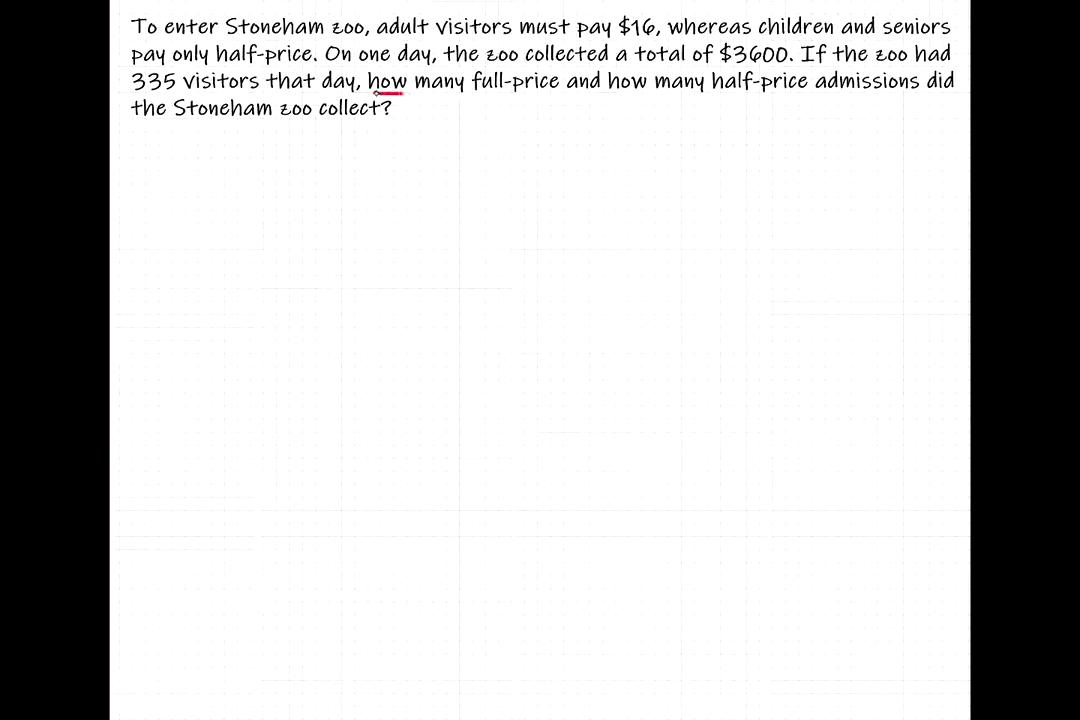 To enter Stoneham zoo, adult visitors must pay $16, whereas children and seniors
pay only half-price. On one day, the zoo collected a total of $3600. If the zoo had
335 visitors that day, how many full-price and how many half-price admissions did
the Stoneham zoo collect?